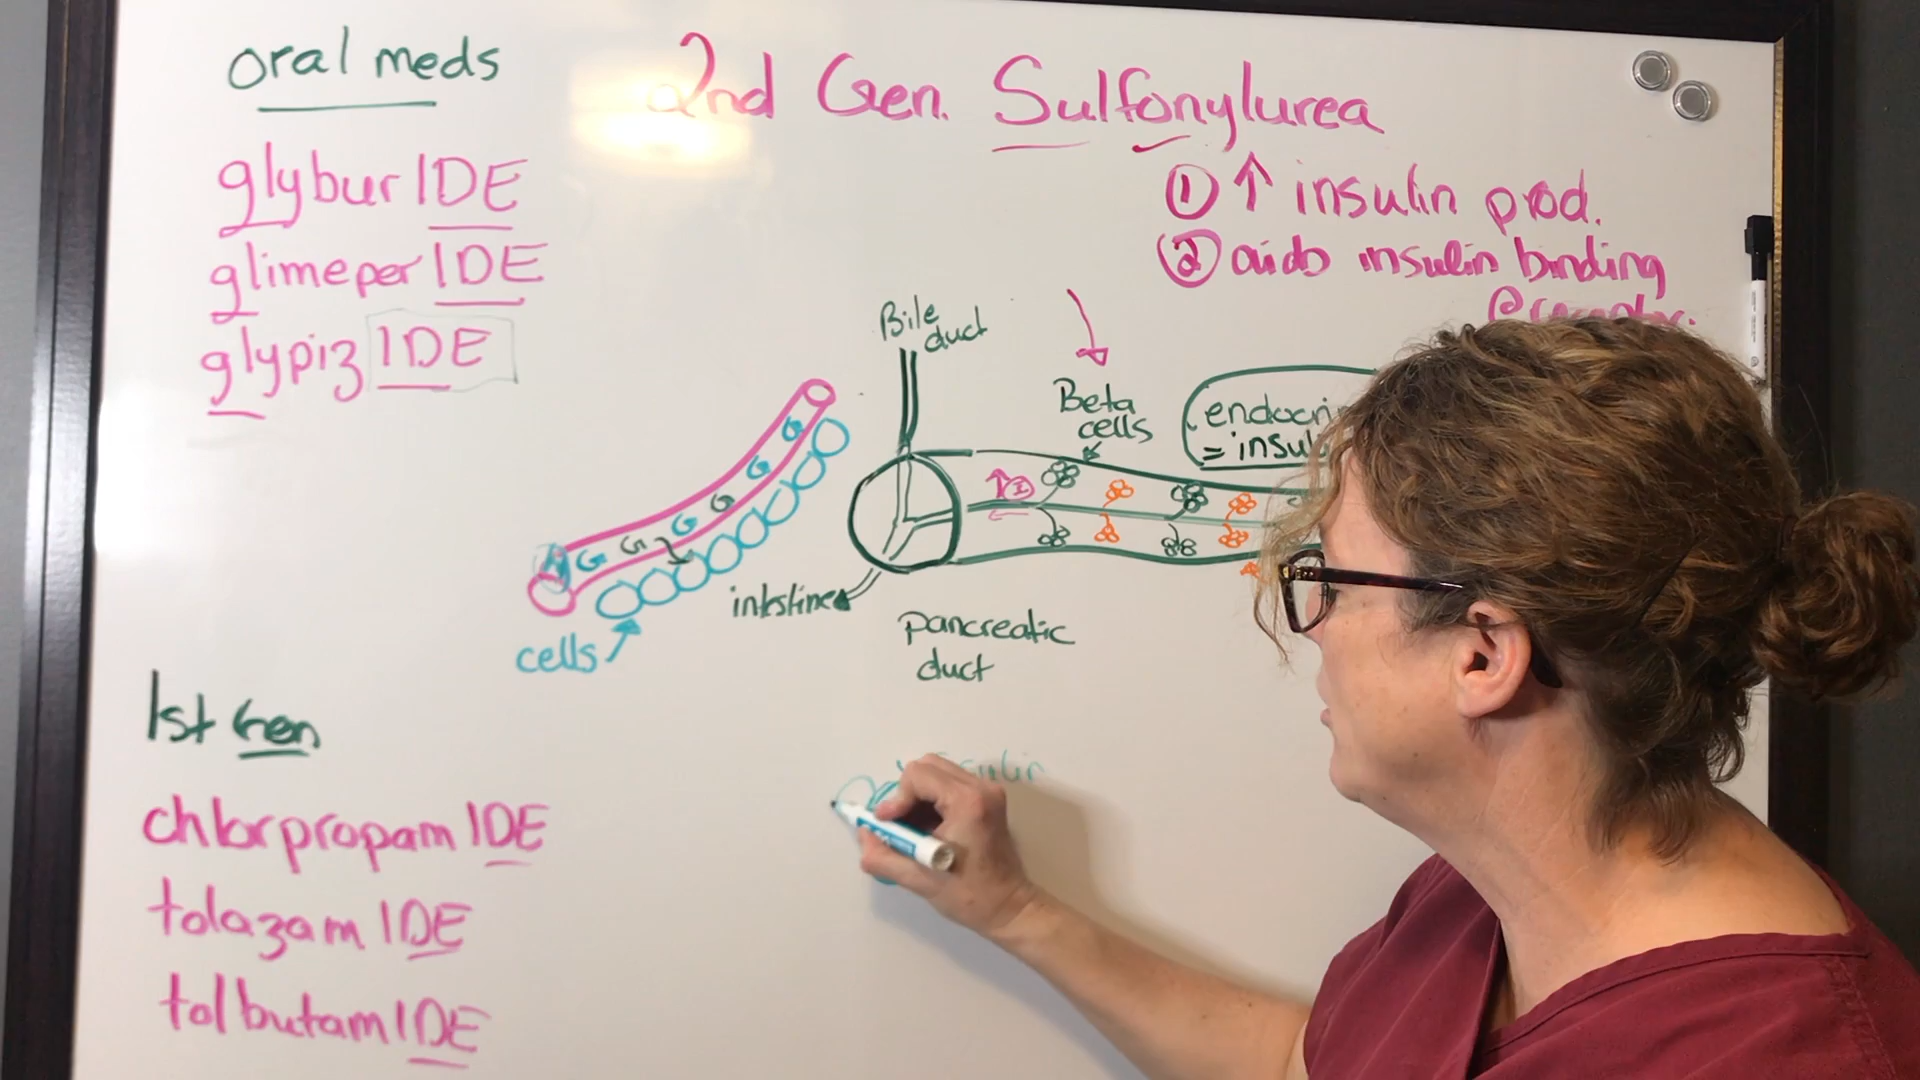 oral meds
glyburIDE
glimeperIDE
glypizIDE
2nd Gen. Sulfonylurea
① ↑ insulin prod.
② aids insulin binding
Bile duct
Beta cells
= insul
↑I
G G G G G G
cells
intestine
pancreatic duct
1st Gen
chlorpropamIDE
tolazamIDE
tolbutamIDE